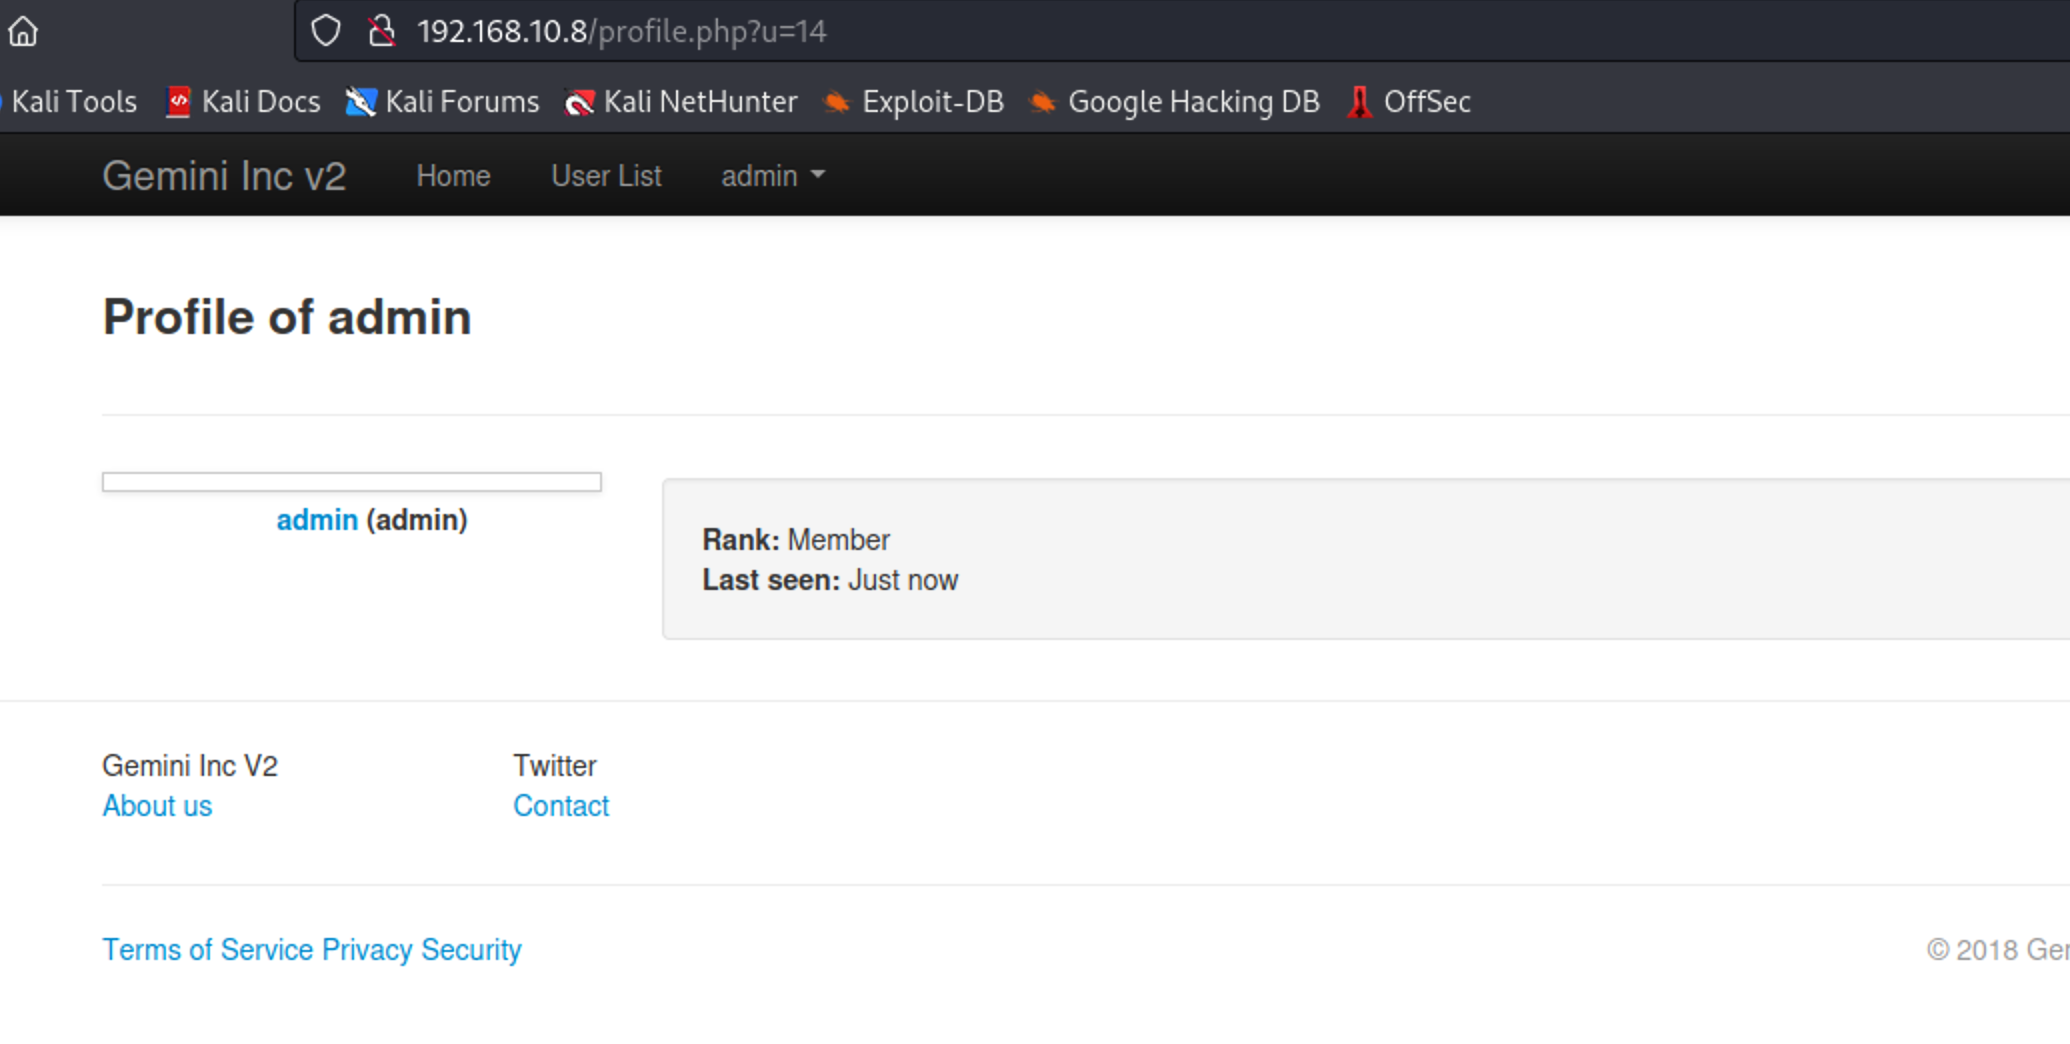 192.168.10.8/profile.php?u=14
Kali Tools Kali Docs Kali Forums Kali NetHunter Exploit-DB Google Hacking DB OffSec
Gemini Inc v2 Home User List admin
Profile of admin
admin (admin)
Rank: Member
Last seen: Just now
Gemini Inc V2 Twitter
About us Contact
Terms of Service Privacy Security © 2018